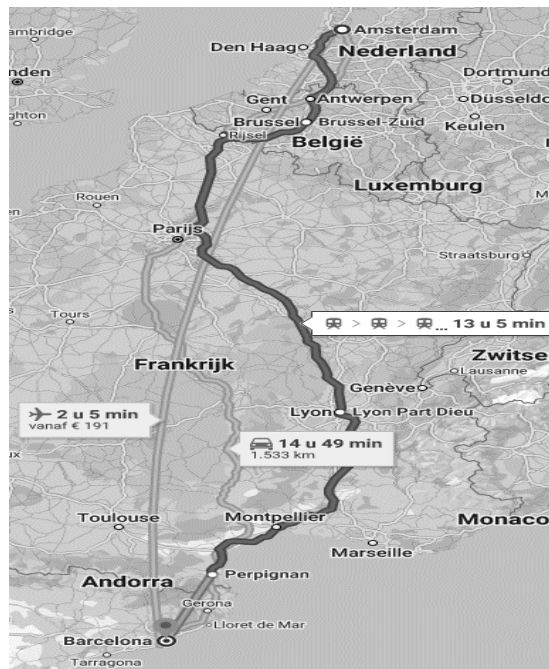 ambridge
Amsterdam
Den Haag
Nederland
nden
Dortmund
ghton
Gent
Antwerpen
Düsseldo
Brussel
Brussel-Zuid
Keulen
Rijsel
België
Luxemburg
Rouen
en
Parijs
Straatsburg
Tours
> > ... 13 u 5 min
Zwitse
Frankrijk
Lausanne
Genève
Lyon
Lyon Part Dieu
2 u 5 min
vanaf € 191
14 u 49 min
1.533 km
ux
Toulouse
Montpellier
Monaco
Marseille
Andorra
Perpignan
Gerona
Lloret de Mar
Barcelona
Tarragona